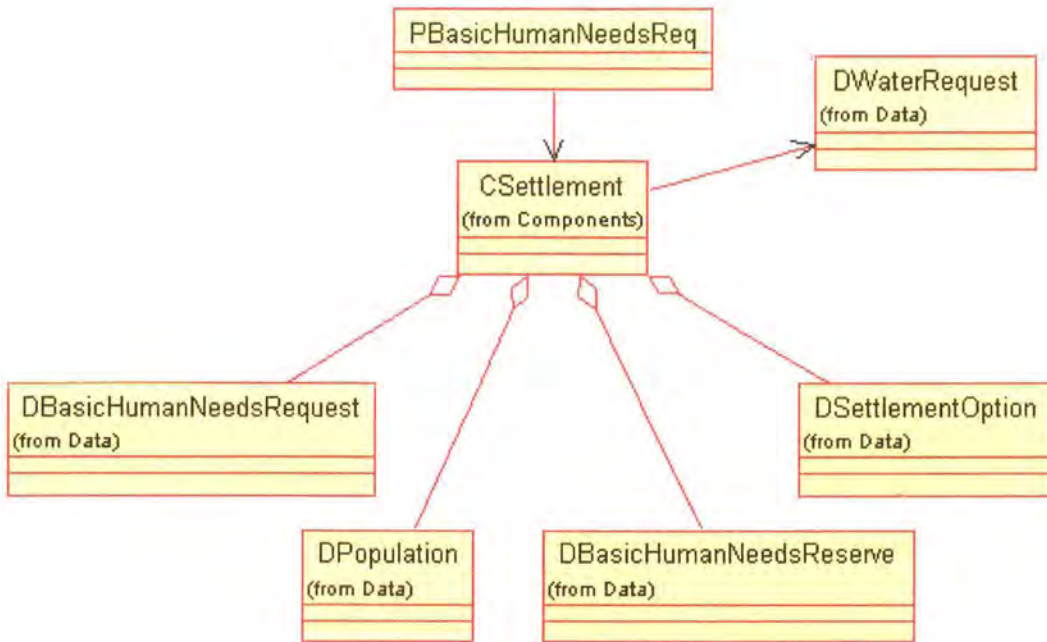 PBasicHumanNeedsReq
DWaterRequest
(from Data)
CSettlement
(from Components)
DBasicHumanNeedsRequest
(from Data)
DSettlementOption
(from Data)
DPopulation
(from Data)
DBasicHumanNeedsReserve
(from Data)